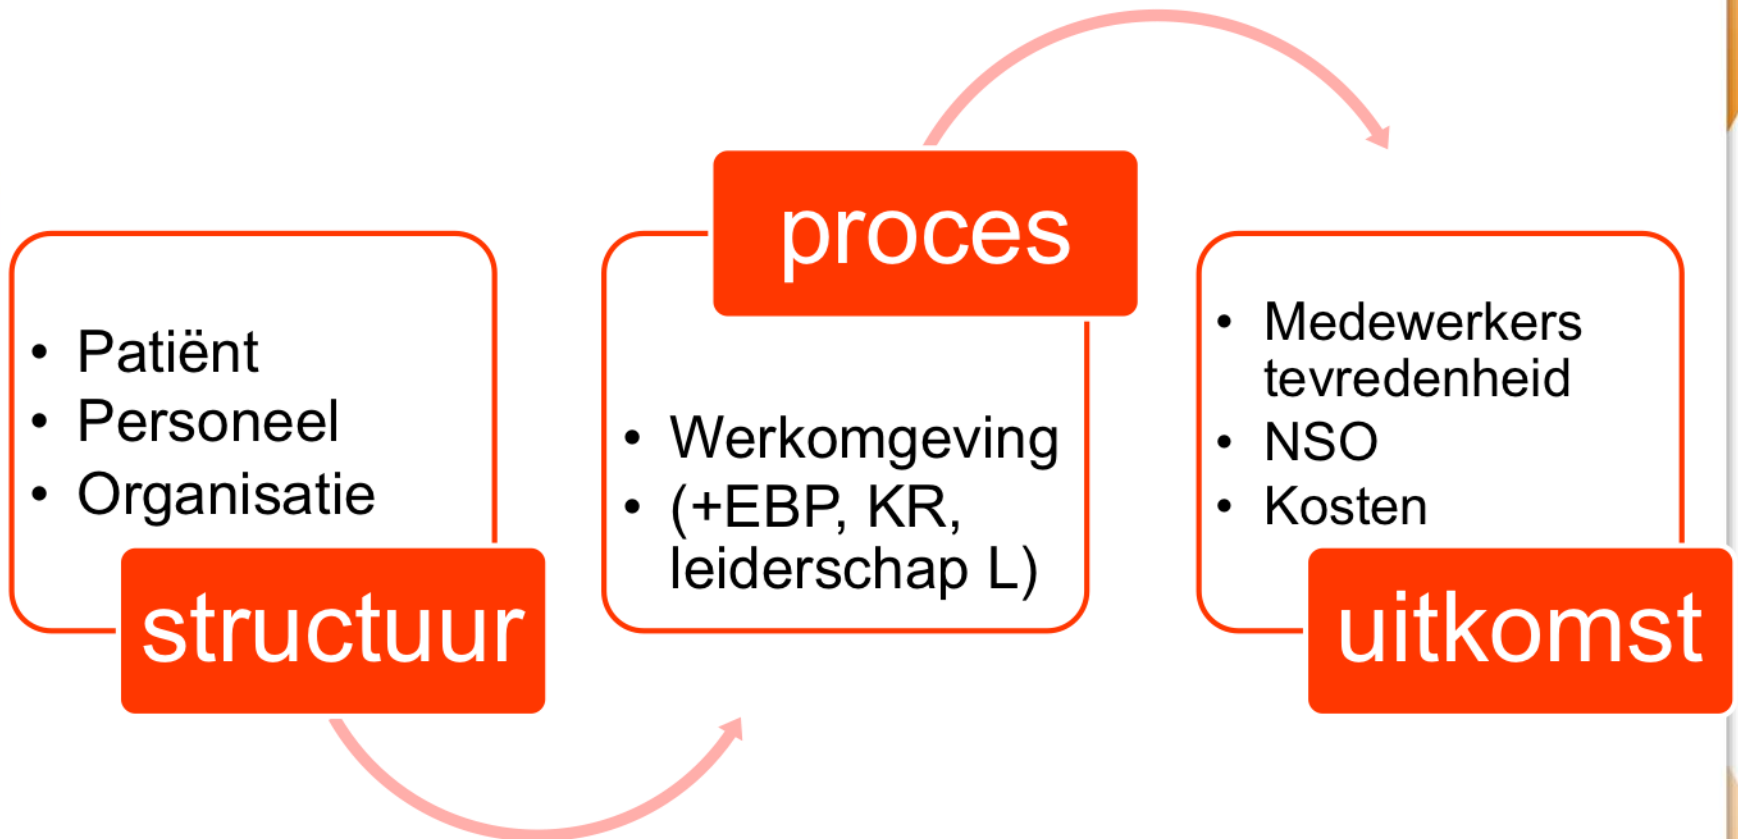 • Patiënt
• Personeel
• Organisatie
structuur
proces
• Werkomgeving
• (+EBP, KR,
leiderschap L)
• Medewerkers
tevredenheid
• NSO
• Kosten
uitkomst